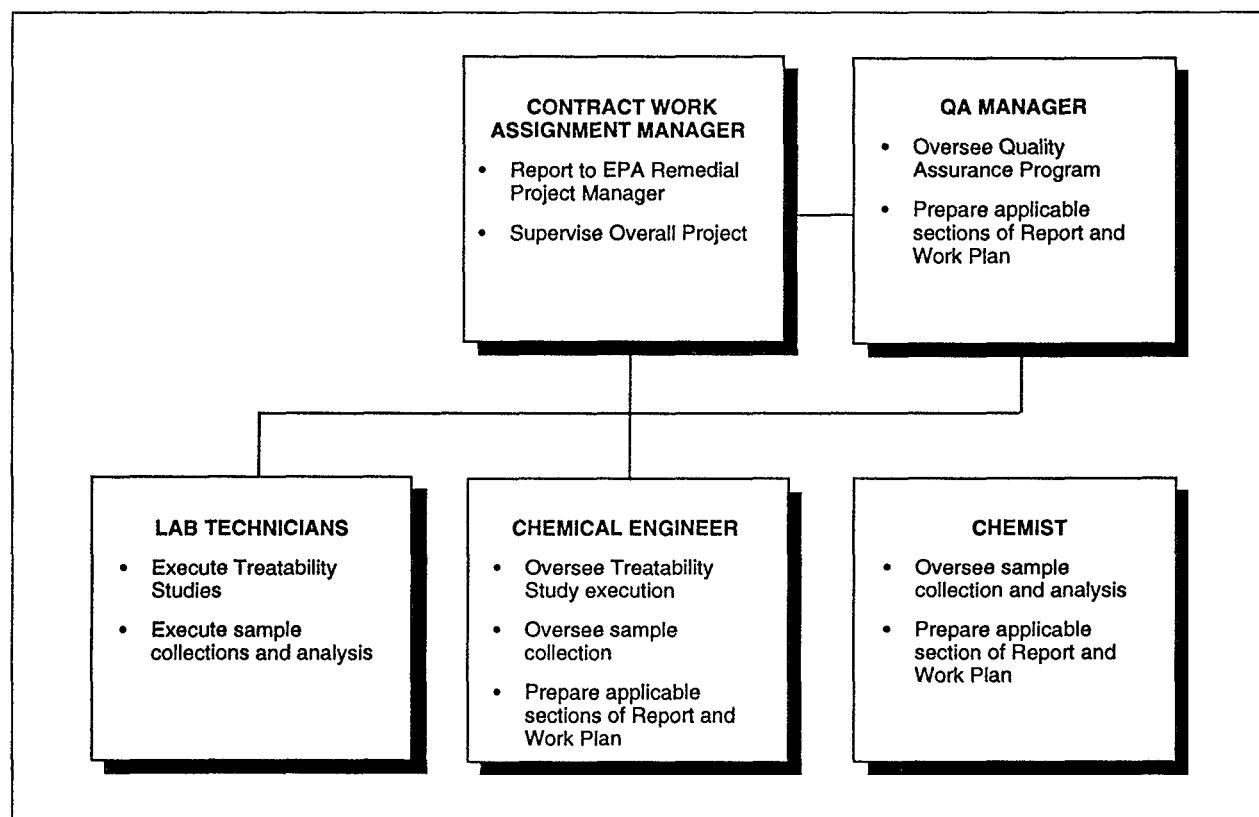 CONTRACT WORK
ASSIGNMENT MANAGER
• Report to EPA Remedial
Project Manager
• Supervise Overall Project
QA MANAGER
• Oversee Quality
Assurance Program
• Prepare applicable
sections of Report and
Work Plan
LAB TECHNICIANS
• Execute Treatability
Studies
• Execute sample
collections and analysis
CHEMICAL ENGINEER
• Oversee Treatability
Study execution
• Oversee sample
collection
• Prepare applicable
sections of Report and
Work Plan
CHEMIST
• Oversee sample
collection and analysis
• Prepare applicable
section of Report and
Work Plan